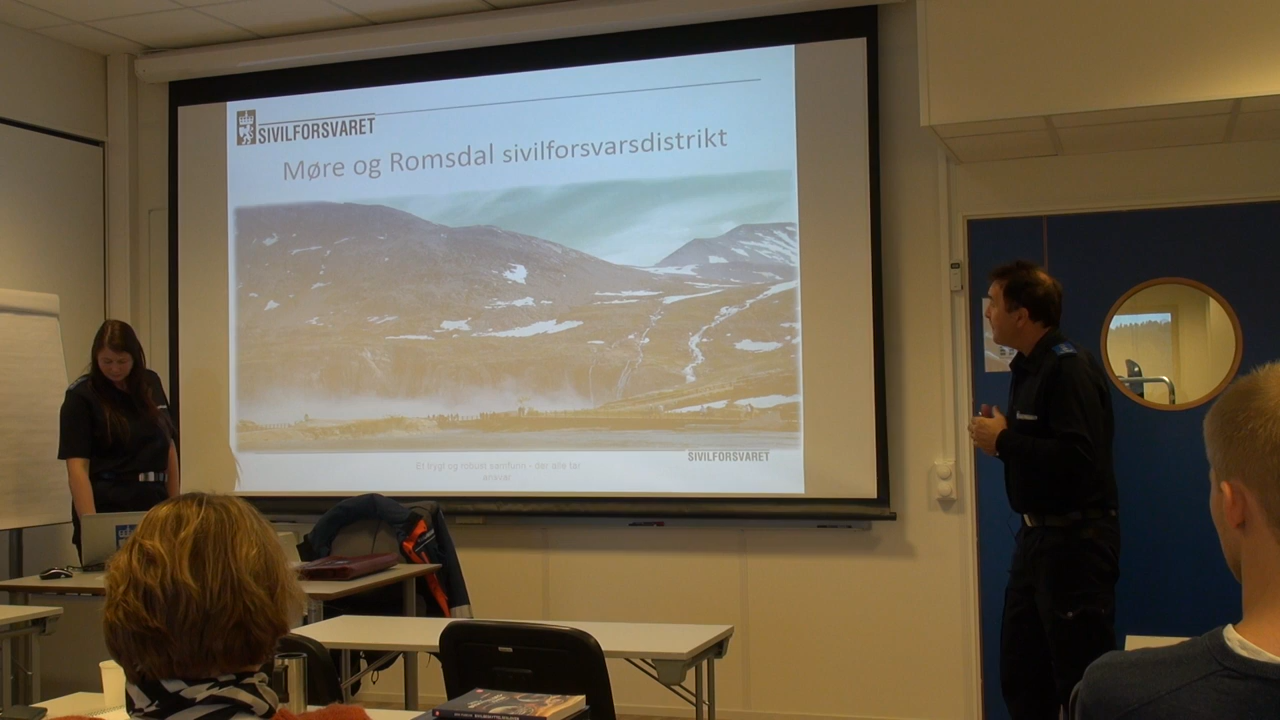 SIVILFORSVARET
Møre og Romsdal sivilforsvarsdistrikt
SIVILFORSVARET
Et trygt og robust samfunn - der alle tar
ansvar